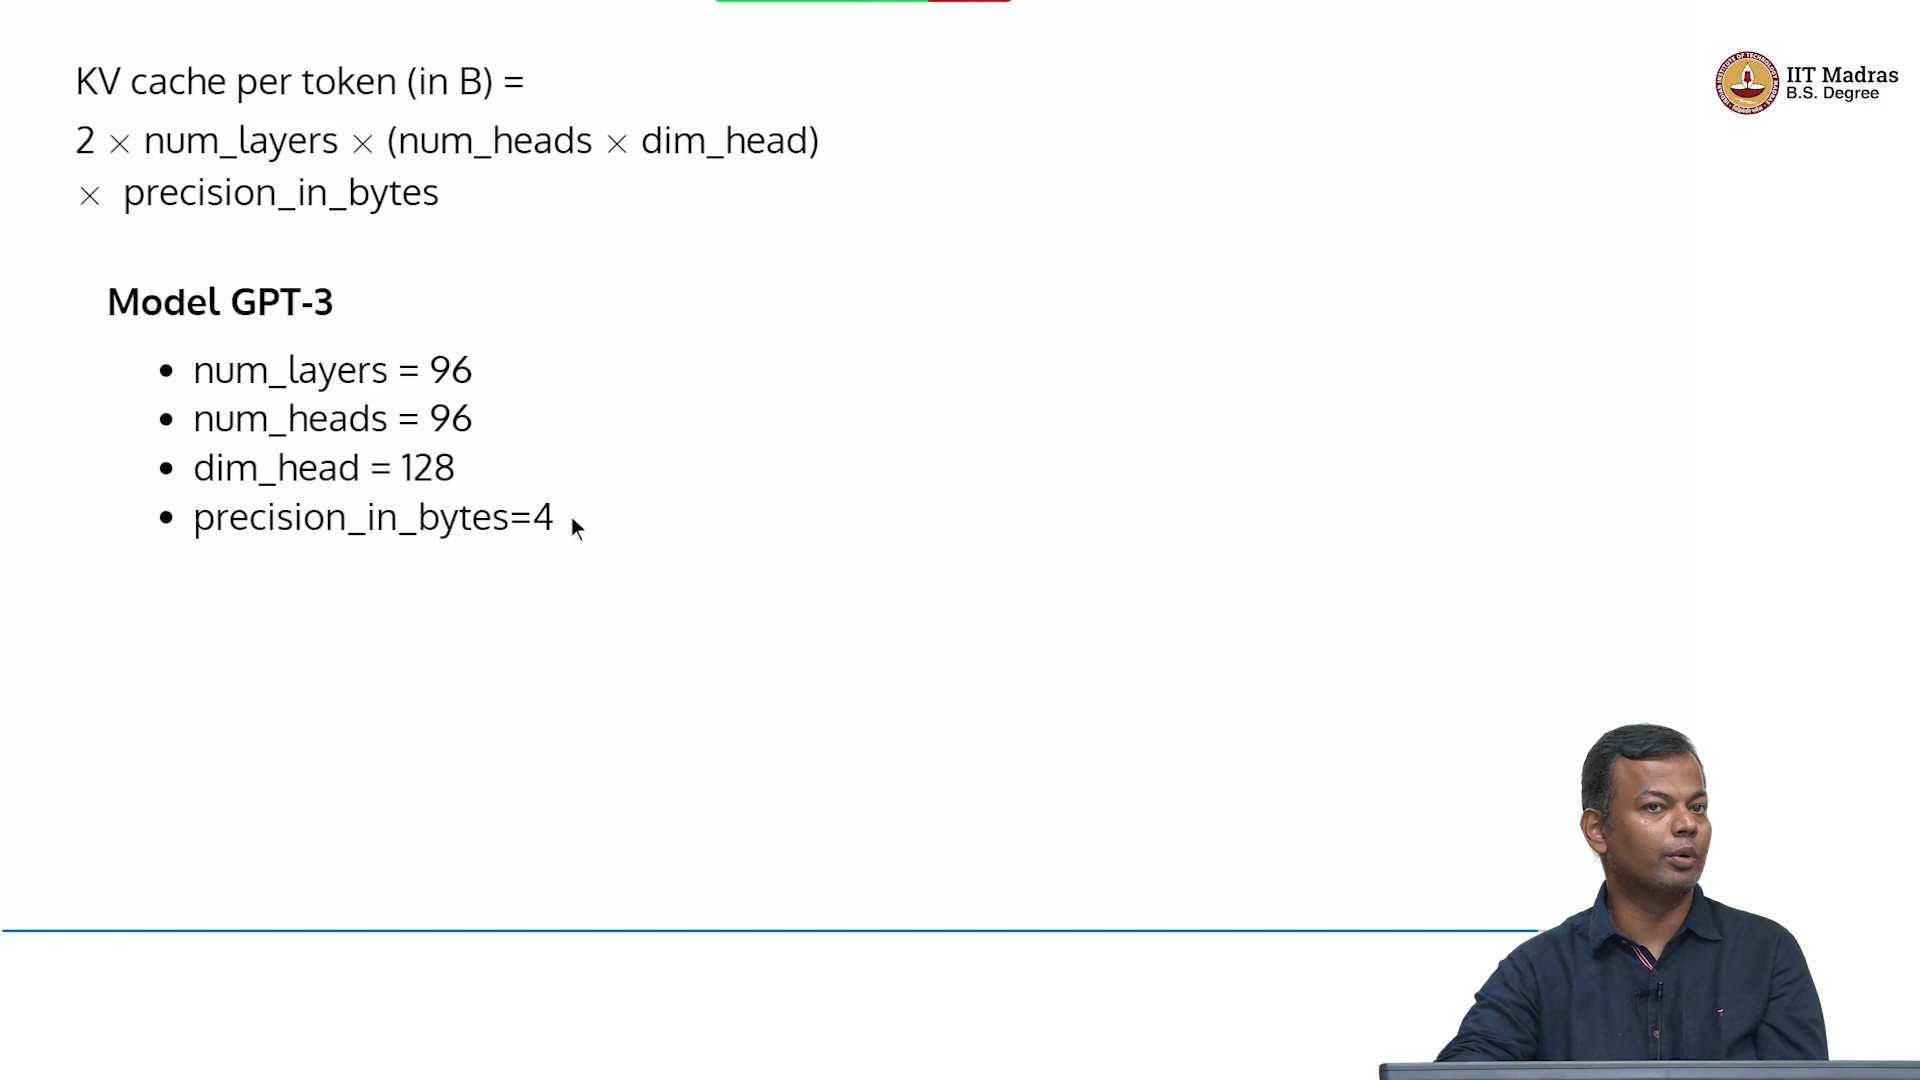 KV cache per token (in B) =
2 × num_layers × (num_heads × dim_head)
× precision_in_bytes
IIT Madras
B.S. Degree
Model GPT-3
• num_layers = 96
• num_heads = 96
• dim_head = 128
• precision_in_bytes=4